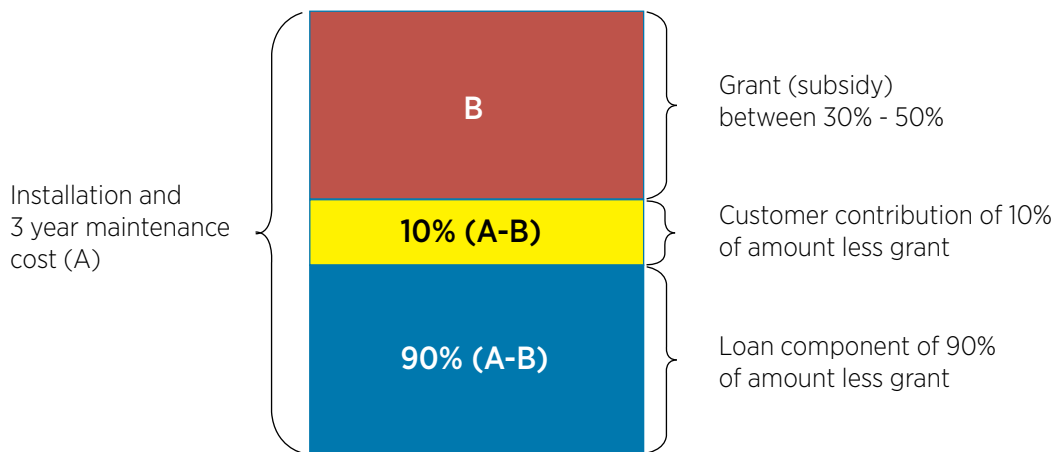 Installation and
3 year maintenance
cost (A)
B
10% (A-B)
90% (A-B)
Grant (subsidy)
between 30% - 50%
Customer contribution of 10%
of amount less grant
Loan component of 90%
of amount less grant